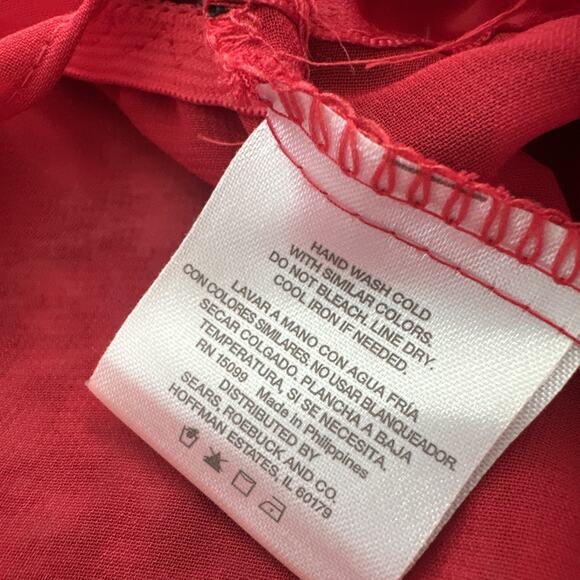 HAND WASH COLD
WITH SIMILAR COLORS.
DO NOT BLEACH. LINE DRY.
COOL IRON IF NEEDED.
LAVAR A MANO CON AGUA FRÍA
CON COLORES SIMILARES. NO USAR BLANQUEADOR.
SECAR COLGADO. PLANCHA A BAJA
TEMPERATURA, SI SE NECESITA.
RN 15099 Made in Philippines
DISTRIBUTED BY
SEARS, ROEBUCK AND CO.
HOFFMAN ESTATES, IL 60179